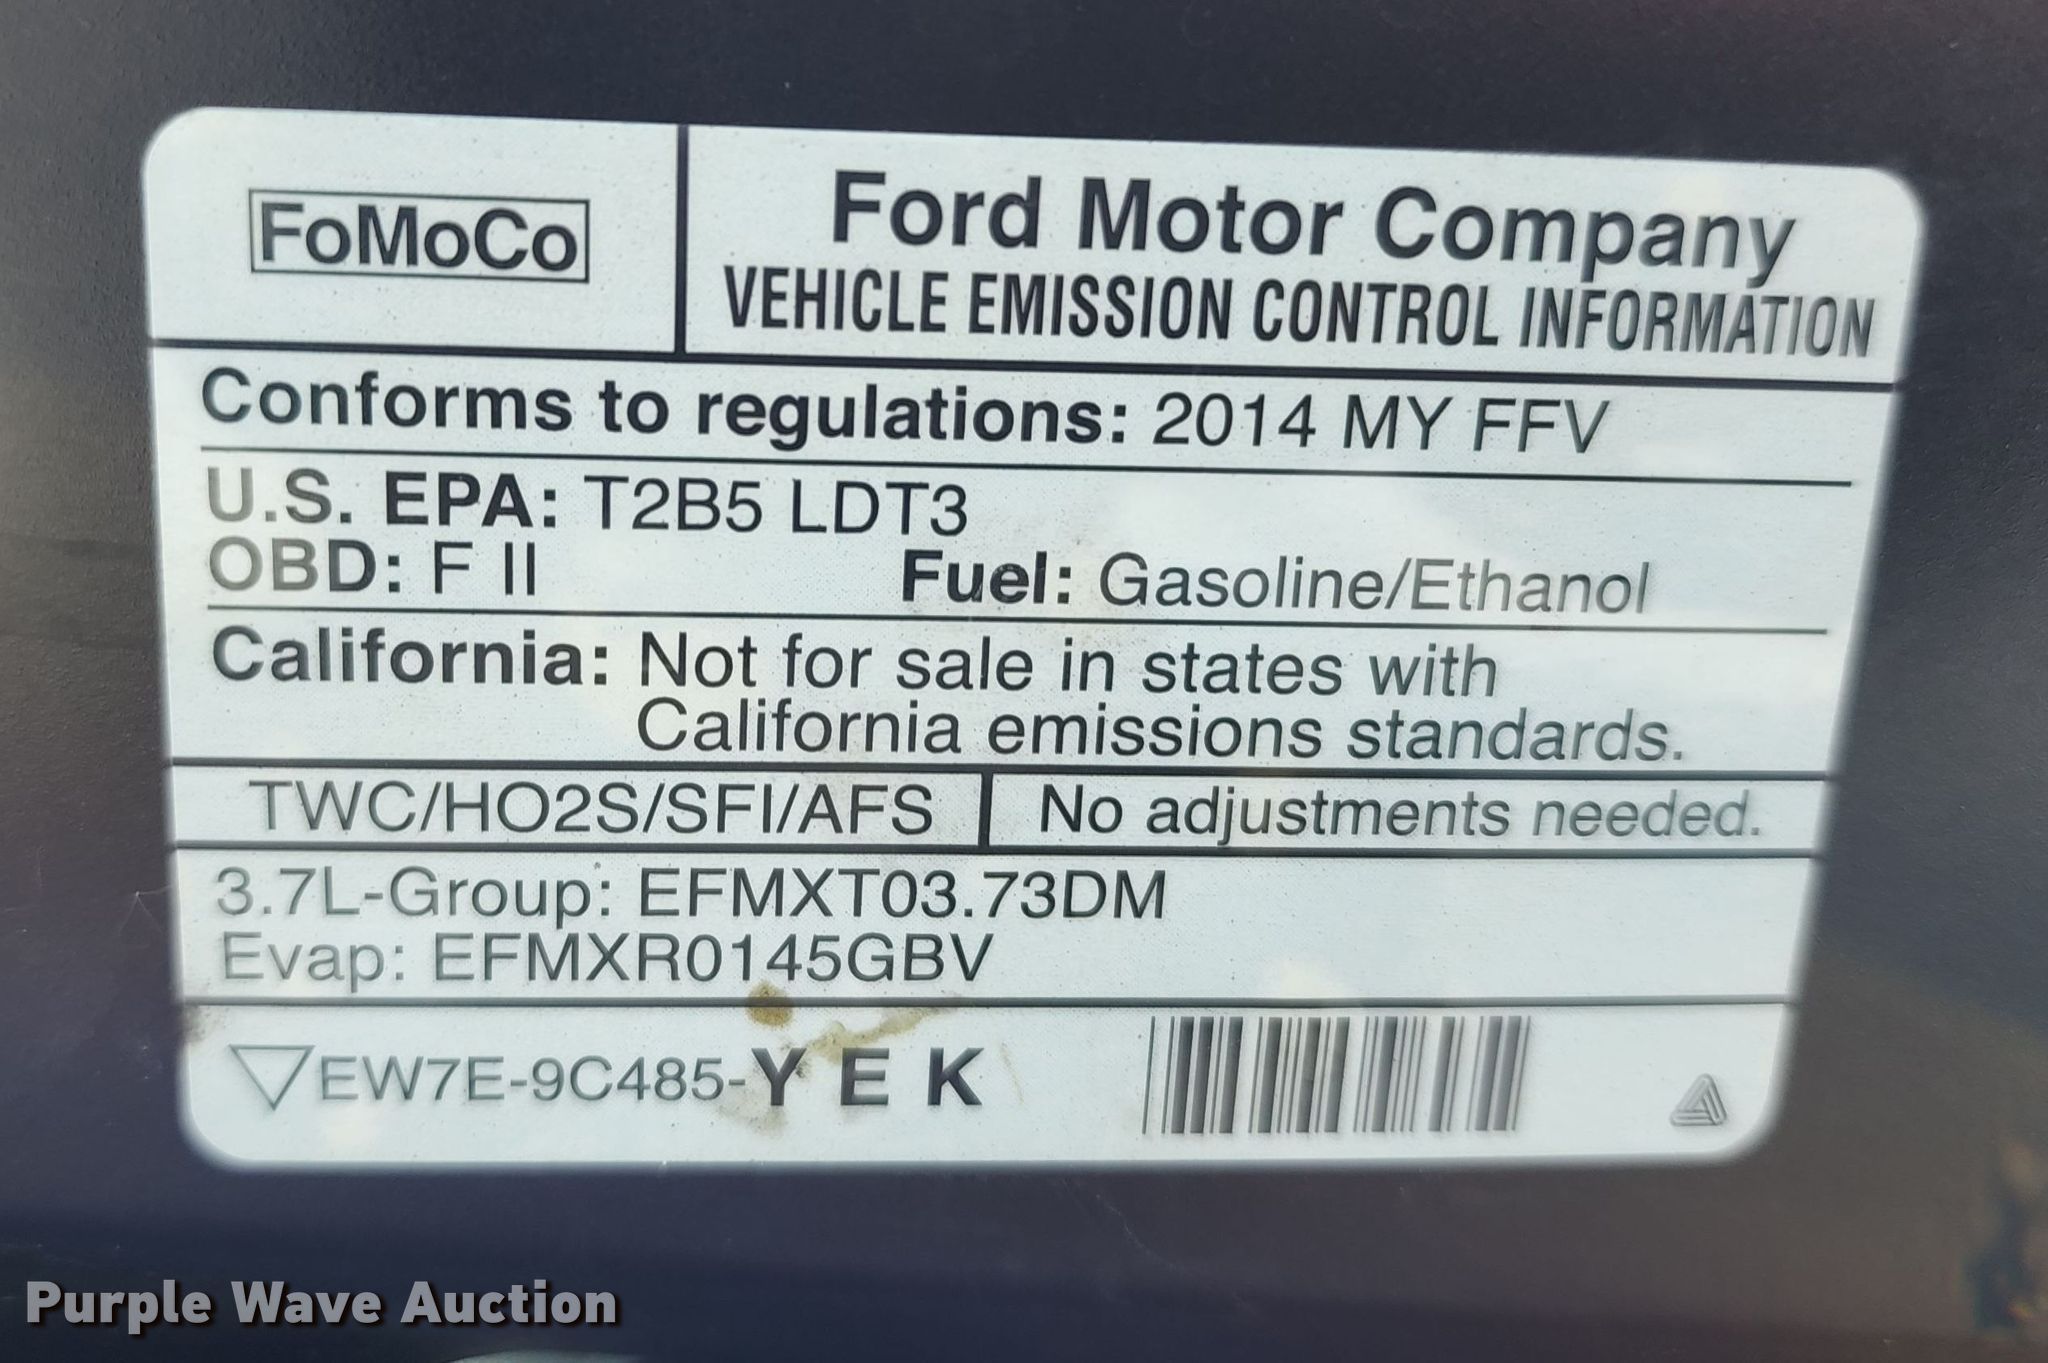 FoMoCo
Ford Motor Company
VEHICLE EMISSION CONTROL INFORMATION
Conforms to regulations: 2014 MY FFV
U.S. EPA: T2B5 LDT3
OBD: F II Fuel: Gasoline/Ethanol
California: Not for sale in states with
California emissions standards.
TWC/HO2S/SFI/AFS No adjustments needed.
3.7L-Group: EFMXT03.73DM
Evap: EFMXR0145GBV
EW7E-9C485-Y E K
Purple Wave Auction